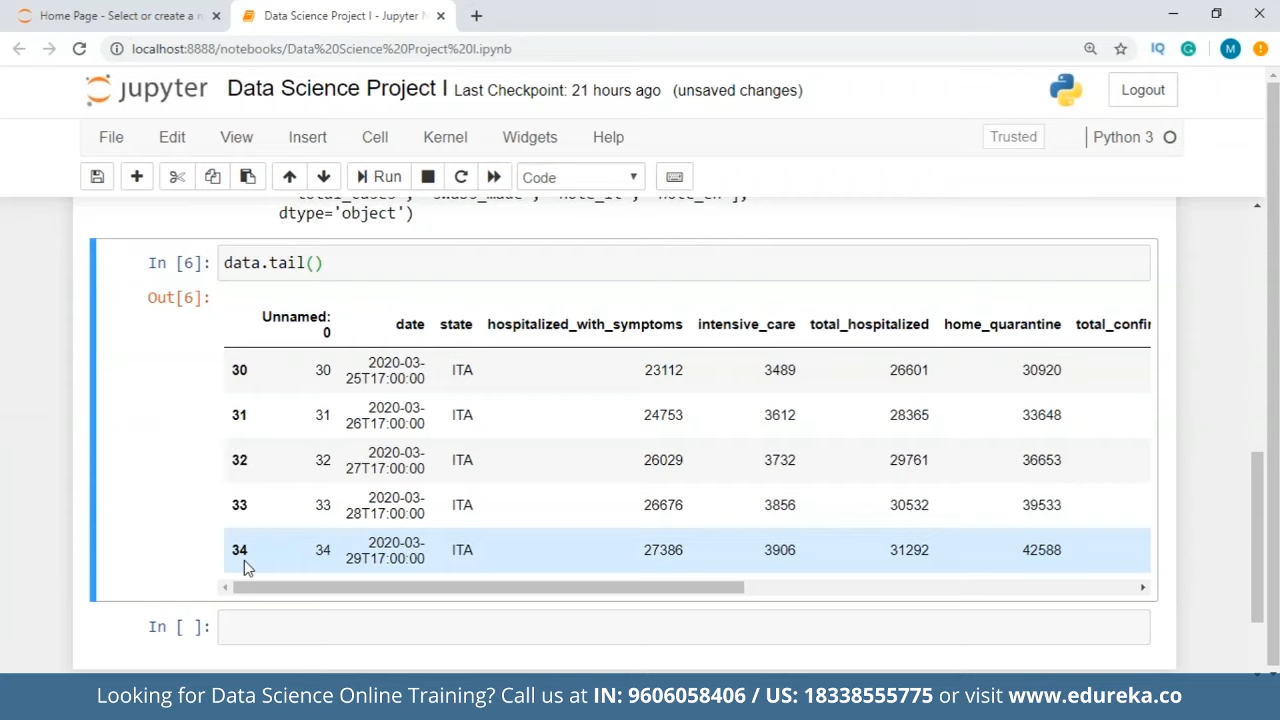 Home Page - Select or create a n
Data Science Project I - Jupyter N
localhost:8888/notebooks/Data%20Science%20Project%20I.ipynb
IQ
G
M
jupyter
Data Science Project I Last Checkpoint: 21 hours ago (unsaved changes)
Logout
File Edit View Insert Cell Kernel Widgets Help
Trusted
Python 3
Run
Code
'total_cases', 'swabs_made', 'note_it', 'note_en'],
dtype='object')
In [6]: data.tail()
Out[6]:
Unnamed: 0 date state hospitalized_with_symptoms intensive_care total_hospitalized home_quarantine total_confir
30 30 2020-03-25T17:00:00 ITA 23112 3489 26601 30920
31 31 2020-03-26T17:00:00 ITA 24753 3612 28365 33648
32 32 2020-03-27T17:00:00 ITA 26029 3732 29761 36653
33 33 2020-03-28T17:00:00 ITA 26676 3856 30532 39533
34 34 2020-03-29T17:00:00 ITA 27386 3906 31292 42588
In [ ]:
Looking for Data Science Online Training? Call us at IN: 9606058406 / US: 18338555775 or visit www.edureka.co